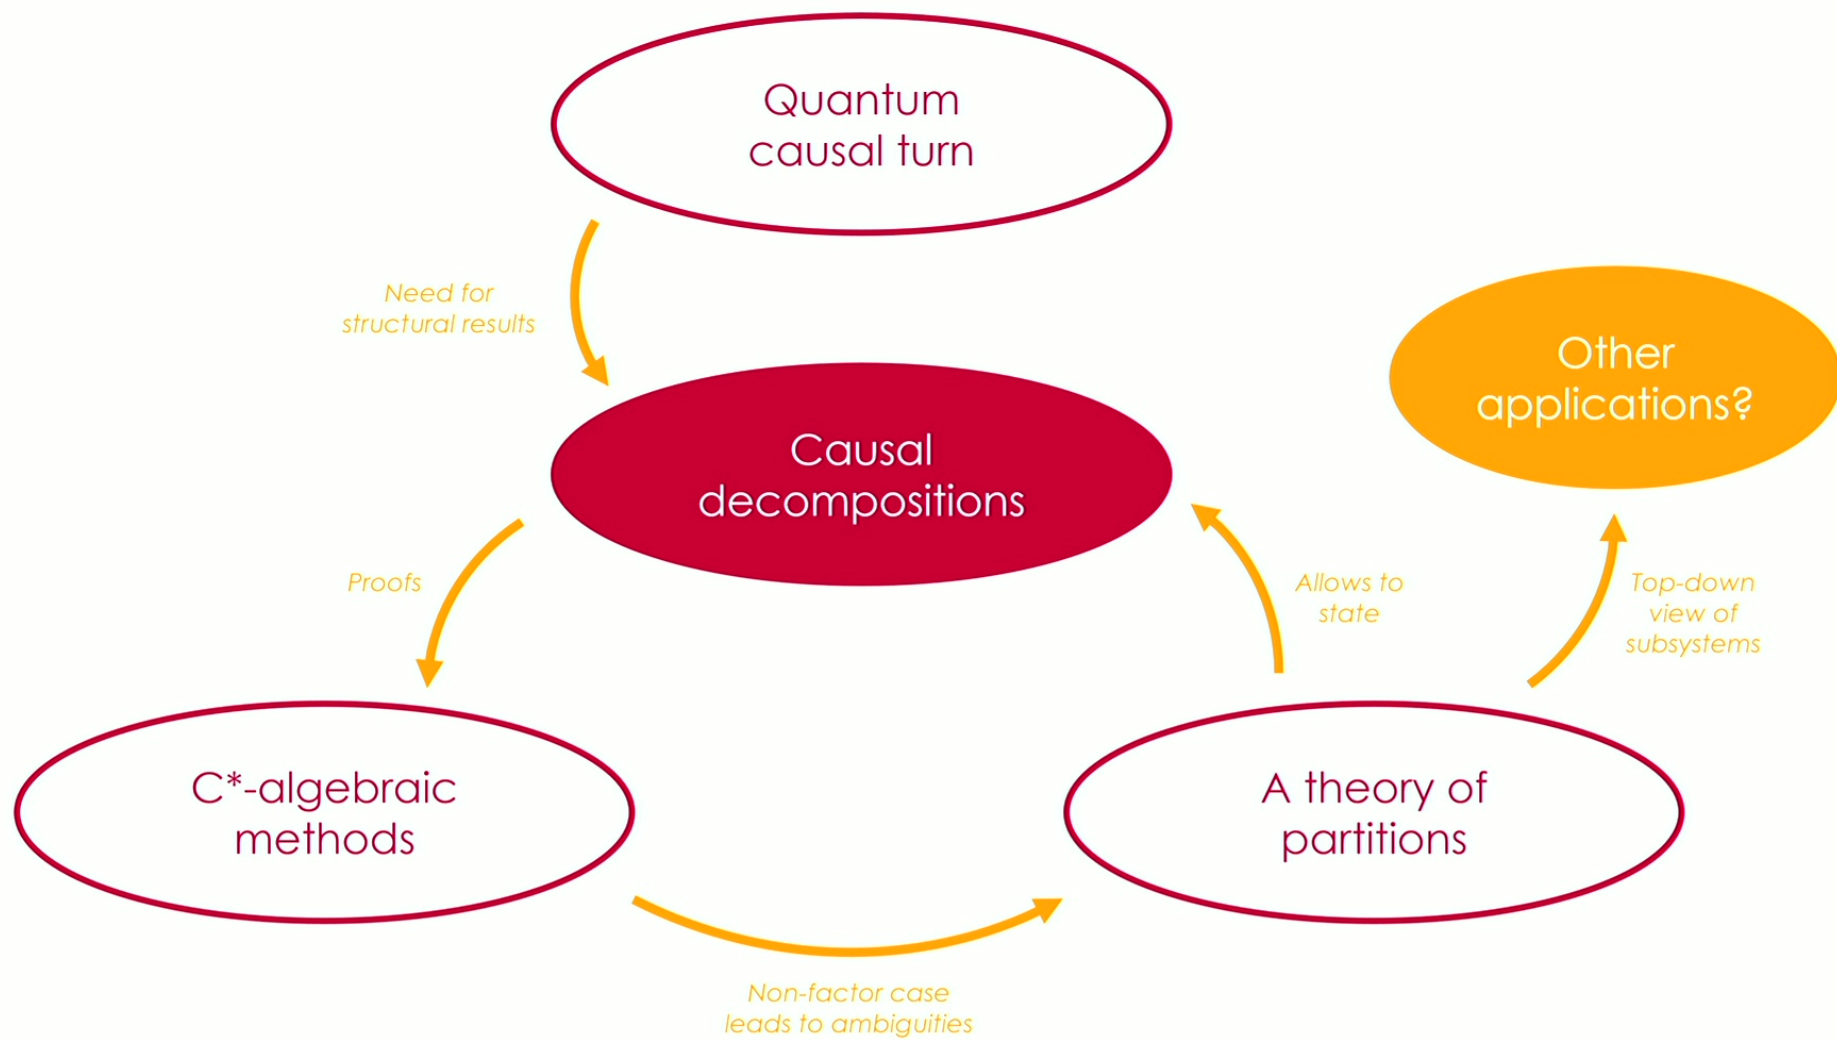 Quantum
causal turn
Need for
structural results
Other
applications?
Causal
decompositions
Proofs
Allows to
state
Top-down
view of
subsystems
C*-algebraic
methods
A theory of
partitions
Non-factor case
leads to ambiguities